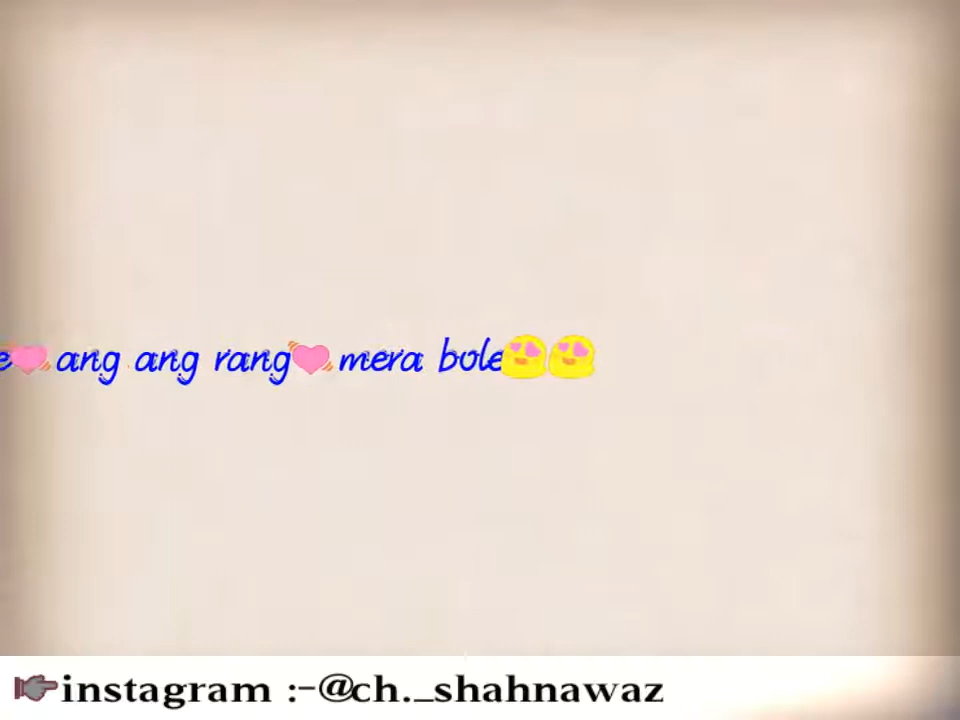 e💓 ang ang rang💓 mera bole😍😍
👉instagram :-@ch._shahnawaz